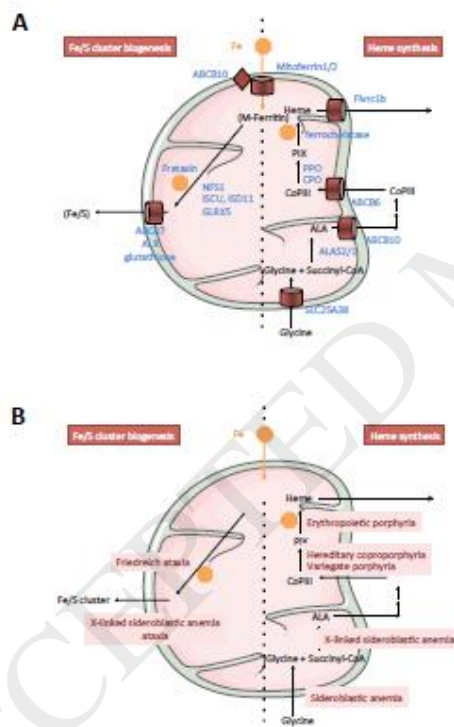 A
Fe/S cluster biogenesis
Fe
Heme synthesis
ABCB10
Mitoferrin1/2
Heme
Flvcr1b
(M-Ferritin)
ferrochelatase
PIX
Frataxin
PPO
CPO
NFS1
ISCU, ISD11
GLRX5
CoPIII
CoPIII
ABCB6
(Fe/S)
ALA
ABCB7
ALR
glutathione
ABCB10
ALAS2/1
Glycine + Succinyl-CoA
SLC25A38
Glycine
B
Fe/S cluster biogenesis
Fe
Heme synthesis
Heme
Erythropoietic porphyria
PIX
Friedreich ataxia
Hereditary coproporphyria
Variegate porphyria
CoPIII
Fe/S cluster
ALA
X-linked sideroblastic anemia
ataxia
X-linked sideroblastic anemia
Glycine + Succinyl-CoA
Sideroblastic anemia
Glycine
CCEPTED M